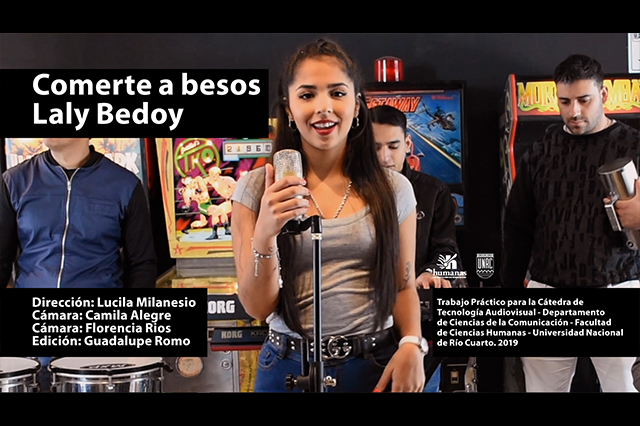 Comerte a besos
Laly Bedoy
KO
KORG
KORG
humanas
UNRC
Dirección: Lucila Milanesio
Cámara: Camila Alegre
Cámara: Florencia Rios
Edición: Guadalupe Romo
Trabajo Práctico para la Cátedra de
Tecnología Audiovisual - Departamento
de Ciencias de la Comunicación - Facultad
de Ciencias Humanas - Universidad Nacional
de Río Cuarto. 2019